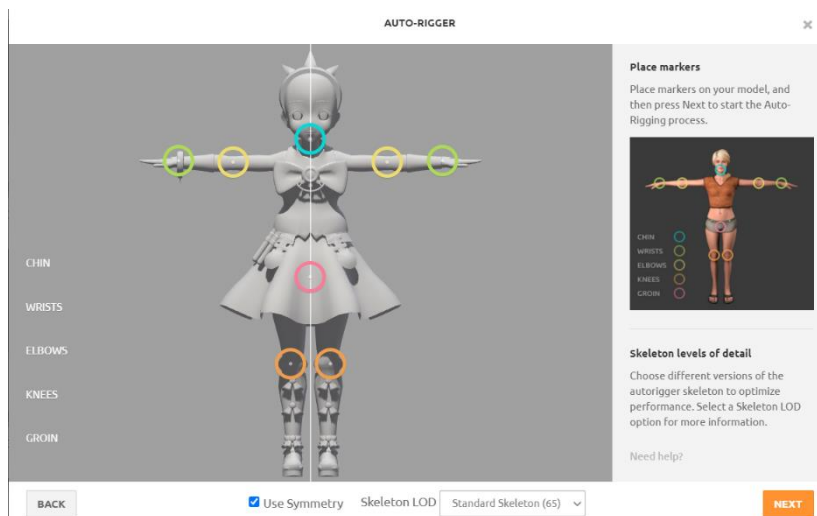 AUTO-RIGGER
×
Place markers
Place markers on your model, and
then press Next to start the Auto-
Rigging process.
CHIN
WRISTS
ELBOWS
KNEES
GROIN
CHIN
WRISTS
ELBOWS
KNEES
GROIN
Skeleton levels of detail
Choose different versions of the
autorigger skeleton to optimize
performance. Select a Skeleton LOD
option for more information.
Need help?
BACK
Use Symmetry Skeleton LOD Standard Skeleton (65)
NEXT